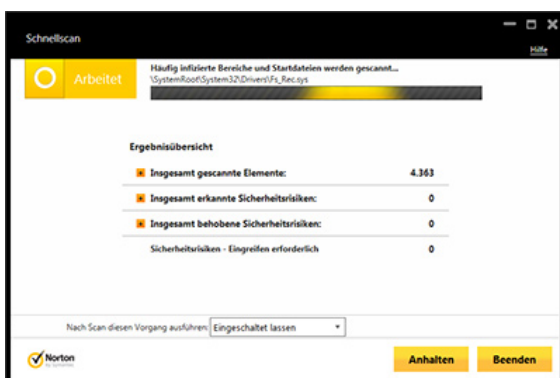 Schnellscan
Hilfe
Arbeitet
Häufig infizierte Bereiche und Startdateien werden gescannt...
\SystemRoot\System32\Drivers\Fs_Rec.sys
Ergebnisübersicht
Insgesamt gescannte Elemente: 4.363
Insgesamt erkannte Sicherheitsrisiken: 0
Insgesamt behobene Sicherheitsrisiken: 0
Sicherheitsrisiken - Eingreifen erforderlich 0
Nach Scan diesen Vorgang ausführen: Eingeschaltet lassen
Norton
by Symantec
Anhalten
Beenden